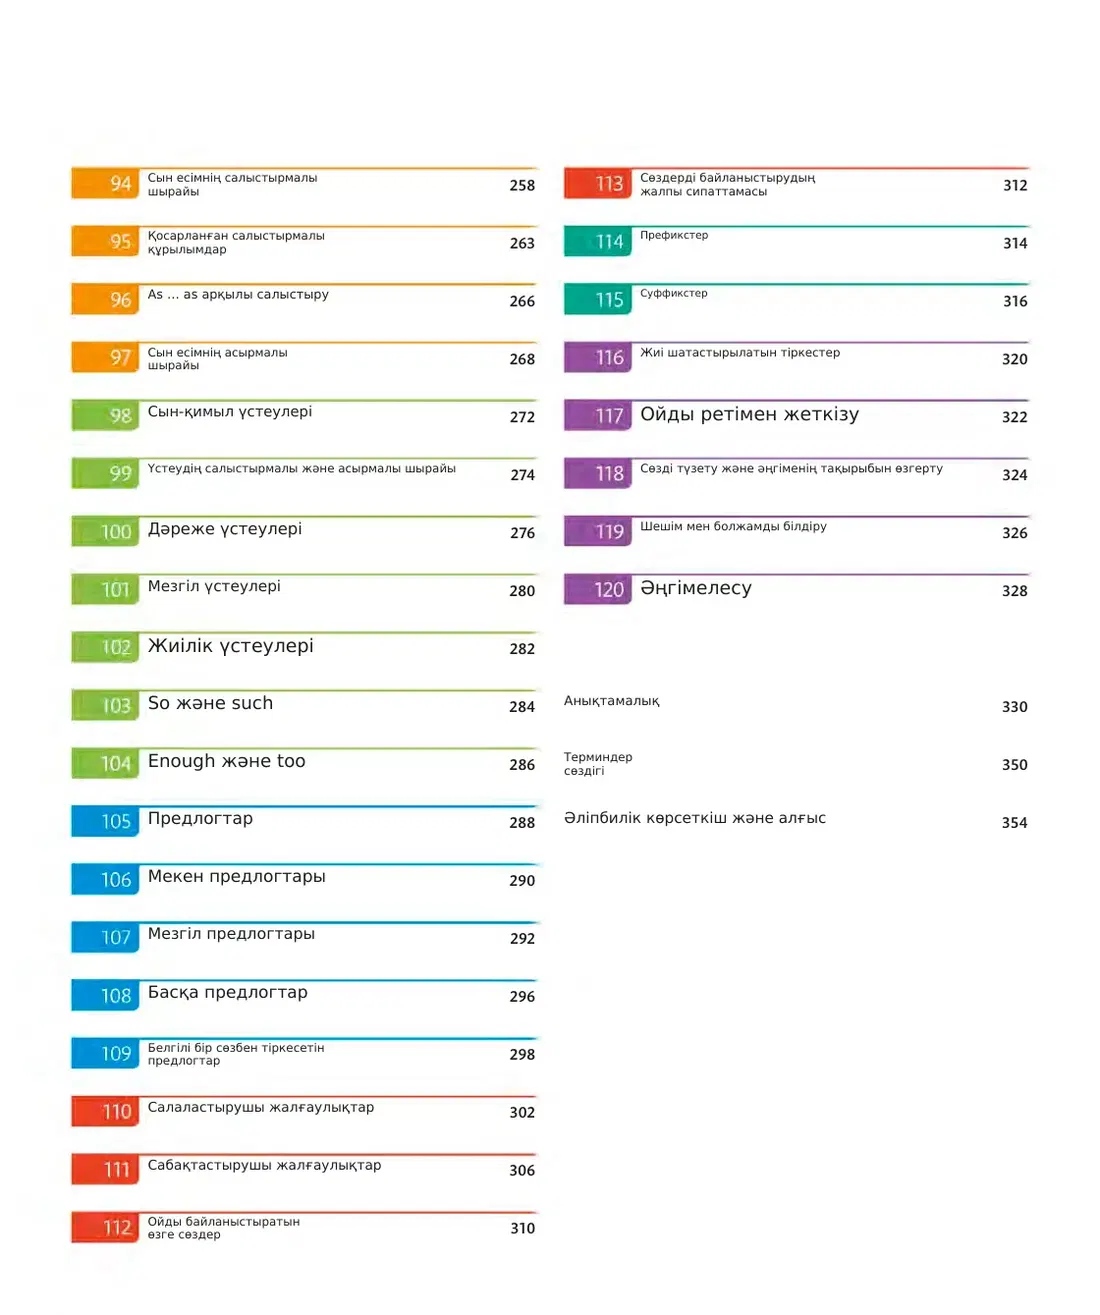 94 Сын есімнің салыстырмалы
шырайы 258
95 Қосарланған салыстырмалы
құрылымдар 263
96 As ... as арқылы салыстыру 266
97 Сын есімнің асырмалы
шырайы 268
98 Сын-қимыл үстеулері 272
99 Үстеудің салыстырмалы және асырмалы шырайы 274
100 Дәреже үстеулері 276
101 Мезгіл үстеулері 280
102 Жиілік үстеулері 282
103 So және such 284
104 Enough және too 286
105 Предлогтар 288
106 Мекен предлогтары 290
107 Мезгіл предлогтары 292
108 Басқа предлогтар 296
109 Белгілі бір сөзбен тіркесетін
предлогтар 298
110 Салаластырушы жалғаулықтар 302
111 Сабақтастырушы жалғаулықтар 306
112 Ойды байланыстыратын
өзге сөздер 310
113 Сөздерді байланыстырудың
жалпы сипаттамасы 312
114 Префикстер 314
115 Суффикстер 316
116 Жиі шатастырылатын тіркестер 320
117 Ойды ретімен жеткізу 322
118 Сөзді түзету және әңгіменің тақырыбын өзгерту 324
119 Шешім мен болжамды білдіру 326
120 Әңгімелесу 328
Анықтамалық 330
Терминдер
сөздігі 350
Әліпбилік көрсеткіш және алғыс 354